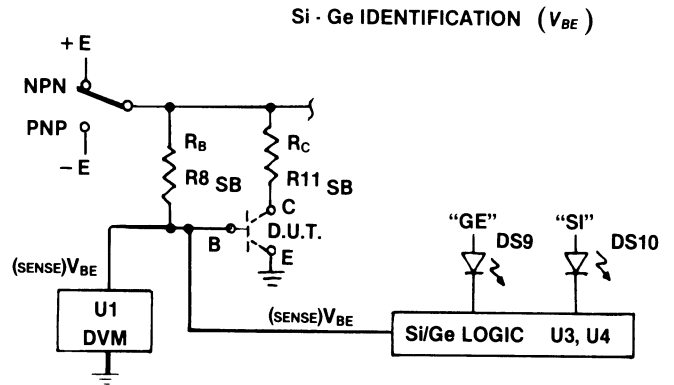 Si - Ge IDENTIFICATION (VBE)
+ E
NPN
PNP
- E
RB
R8 SB
RC
R11 SB
C
D.U.T.
B
E
"GE"
DS9
"SI"
DS10
(SENSE)VBE
U1
DVM
(SENSE)VBE
Si/Ge LOGIC U3, U4